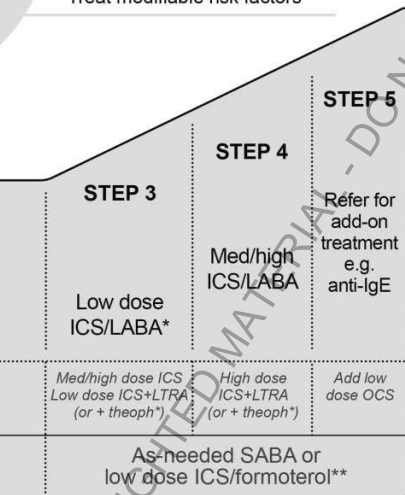 Treat modifiable risk factors
STEP 3
Low dose
ICS/LABA*
STEP 4
Med/high
ICS/LABA
STEP 5
Refer for
add-on
treatment
e.g.
anti-IgE
Med/high dose ICS
Low dose ICS+LTRA
(or + theoph*)
High dose
ICS+LTRA
(or + theoph*)
Add low
dose OCS
As-needed SABA or
low dose ICS/formoterol**
MATERIAL - DO